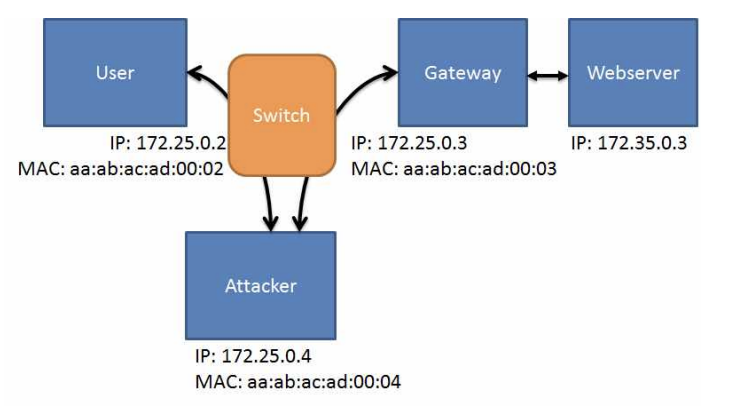 User
Switch
Gateway
Webserver
IP: 172.25.0.2
MAC: aa:ab:ac:ad:00:02
IP: 172.25.0.3
MAC: aa:ab:ac:ad:00:03
IP: 172.35.0.3
Attacker
IP: 172.25.0.4
MAC: aa:ab:ac:ad:00:04